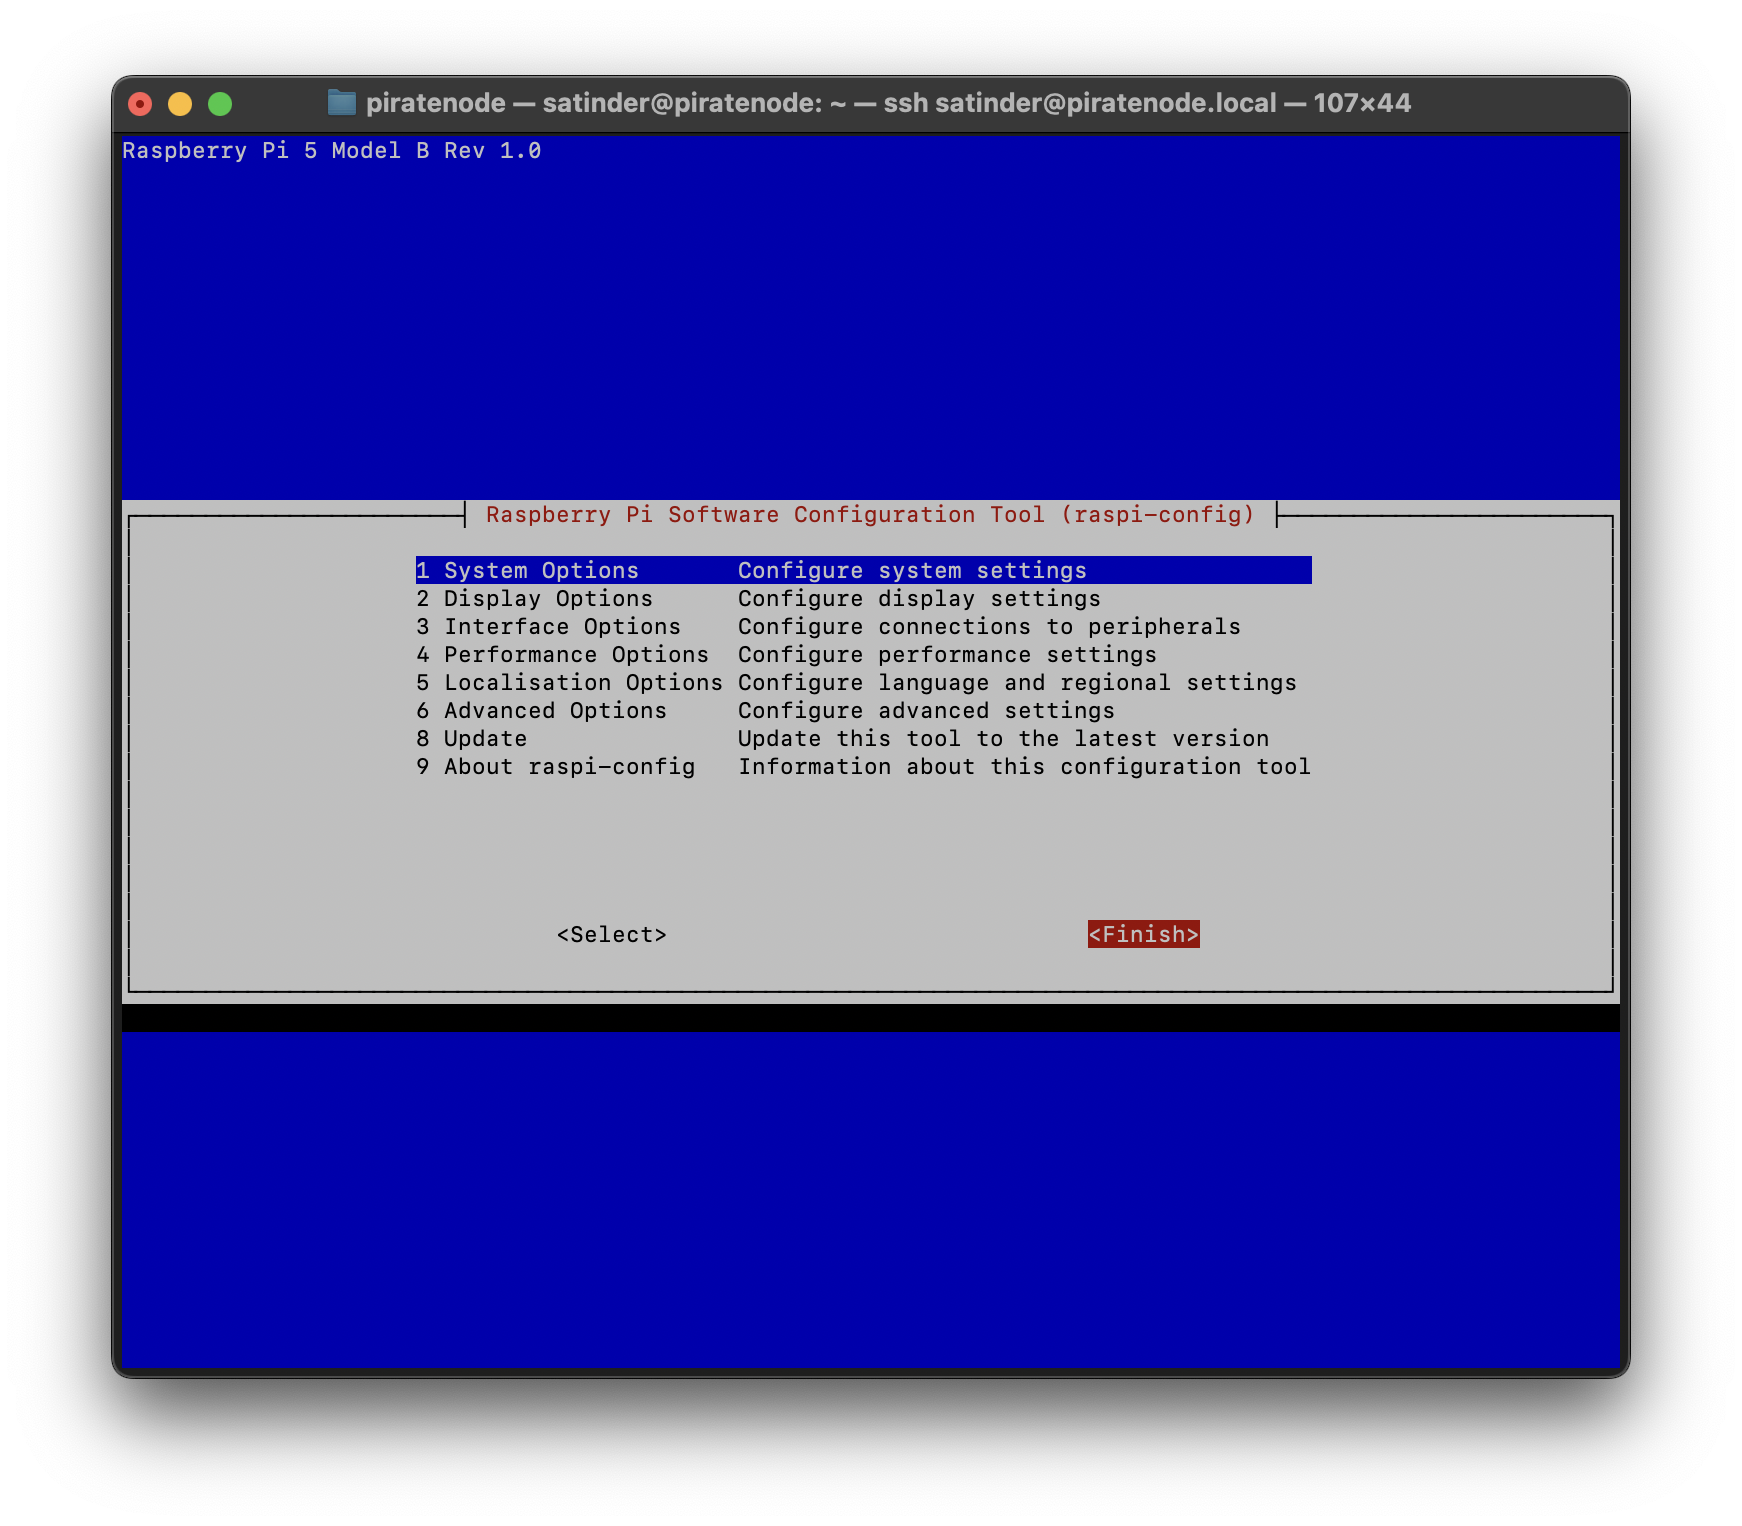 piratenode — satinder@piratenode: ~ — ssh satinder@piratenode.local — 107×44
Raspberry Pi 5 Model B Rev 1.0
Raspberry Pi Software Configuration Tool (raspi-config)
1 System Options Configure system settings
2 Display Options Configure display settings
3 Interface Options Configure connections to peripherals
4 Performance Options Configure performance settings
5 Localisation Options Configure language and regional settings
6 Advanced Options Configure advanced settings
8 Update Update this tool to the latest version
9 About raspi-config Information about this configuration tool
<Select> <Finish>